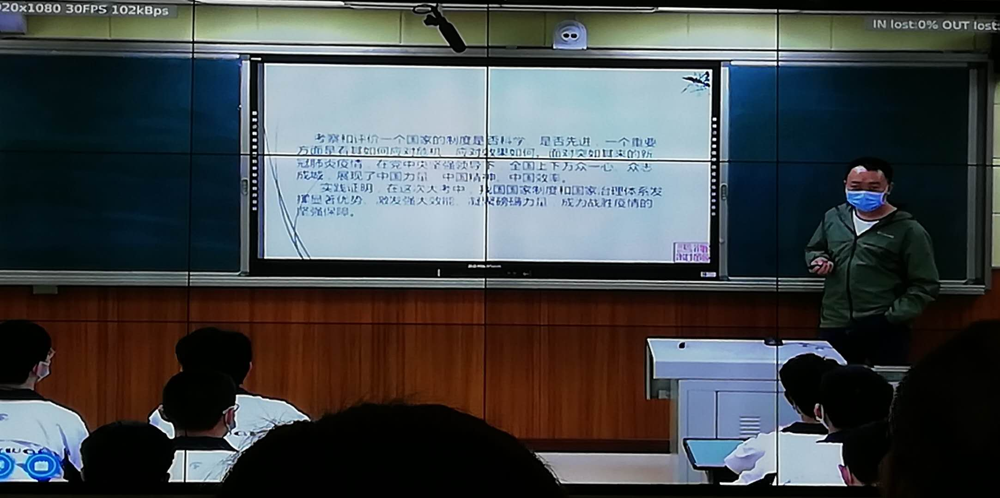 920x1080 30FPS 102kBps
IN lost:0% OUT lost:
考察和评价一个国家的制度是否科学、是否先进，一个重要
方面是看其如何应对危机、应对效果如何，面对突如其来的新
冠肺炎疫情，在党中央坚强领导下，全国上下万众一心、众志
成城，展现了中国力量、中国精神、中国效率。
实践证明，在这次大考中，我国国家制度和国家治理体系发
挥显著优势、激发强大效能、凝聚磅礴力量，成为战胜疫情的
坚强保障。